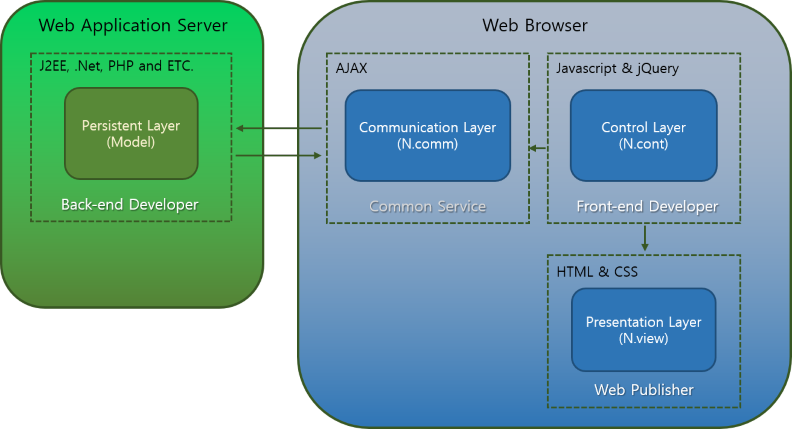 Web Application Server
J2EE, .Net, PHP and ETC.
Persistent Layer
(Model)
Back-end Developer
Web Browser
AJAX
Communication Layer
(N.comm)
Common Service
Javascript & jQuery
Control Layer
(N.cont)
Front-end Developer
HTML & CSS
Presentation Layer
(N.view)
Web Publisher